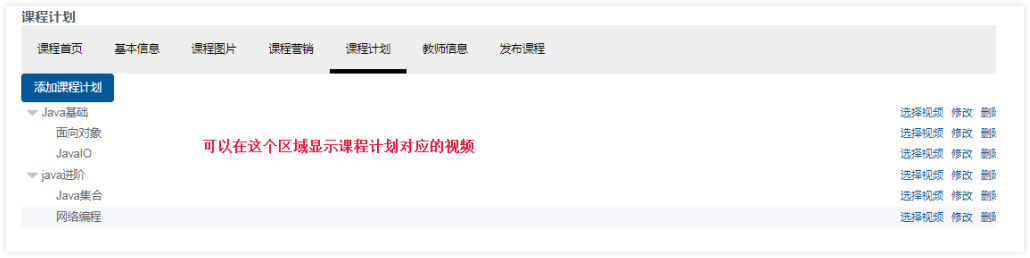 课程计划
课程首页 基本信息 课程图片 课程营销 课程计划 教师信息 发布课程
添加课程计划
Java基础 选择视频 修改 删除
面向对象 选择视频 修改 删除
可以在这个区域显示课程计划对应的视频
JavaIO 选择视频 修改 删除
java进阶 选择视频 修改 删除
Java集合 选择视频 修改 删除
网络编程 选择视频 修改 删除